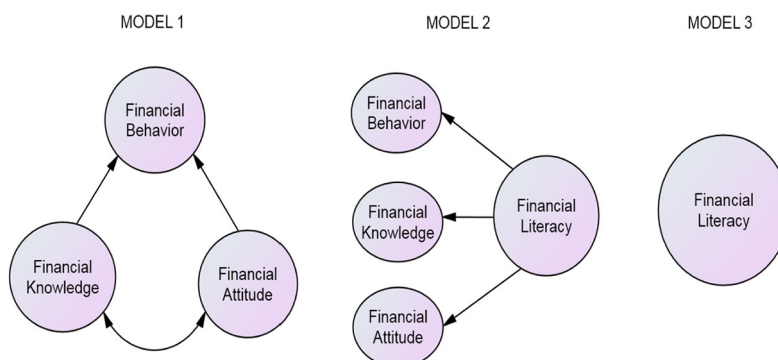 MODEL 1
Financial
Behavior
Financial
Knowledge
Financial
Attitude
MODEL 2
Financial
Behavior
Financial
Knowledge
Financial
Attitude
Financial
Literacy
MODEL 3
Financial
Literacy